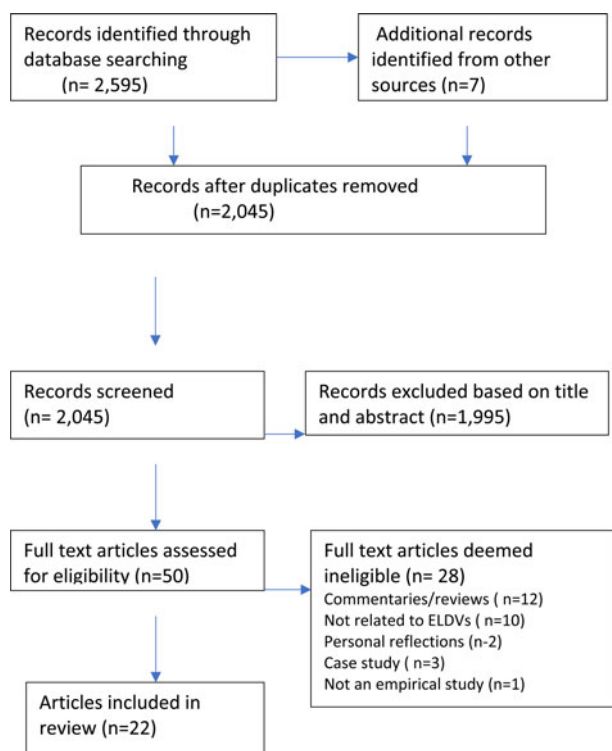 Records identified through
database searching
(n= 2,595)
Additional records
identified from other
sources (n=7)
Records after duplicates removed
(n=2,045)
Records screened
(n= 2,045)
Records excluded based on title
and abstract (n=1,995)
Full text articles assessed
for eligibility (n=50)
Full text articles deemed
ineligible (n= 28)
Commentaries/reviews ( n=12)
Not related to ELDVs (n=10)
Personal reflections (n-2)
Case study ( n=3)
Not an empirical study (n=1)
Articles included in
review (n=22)